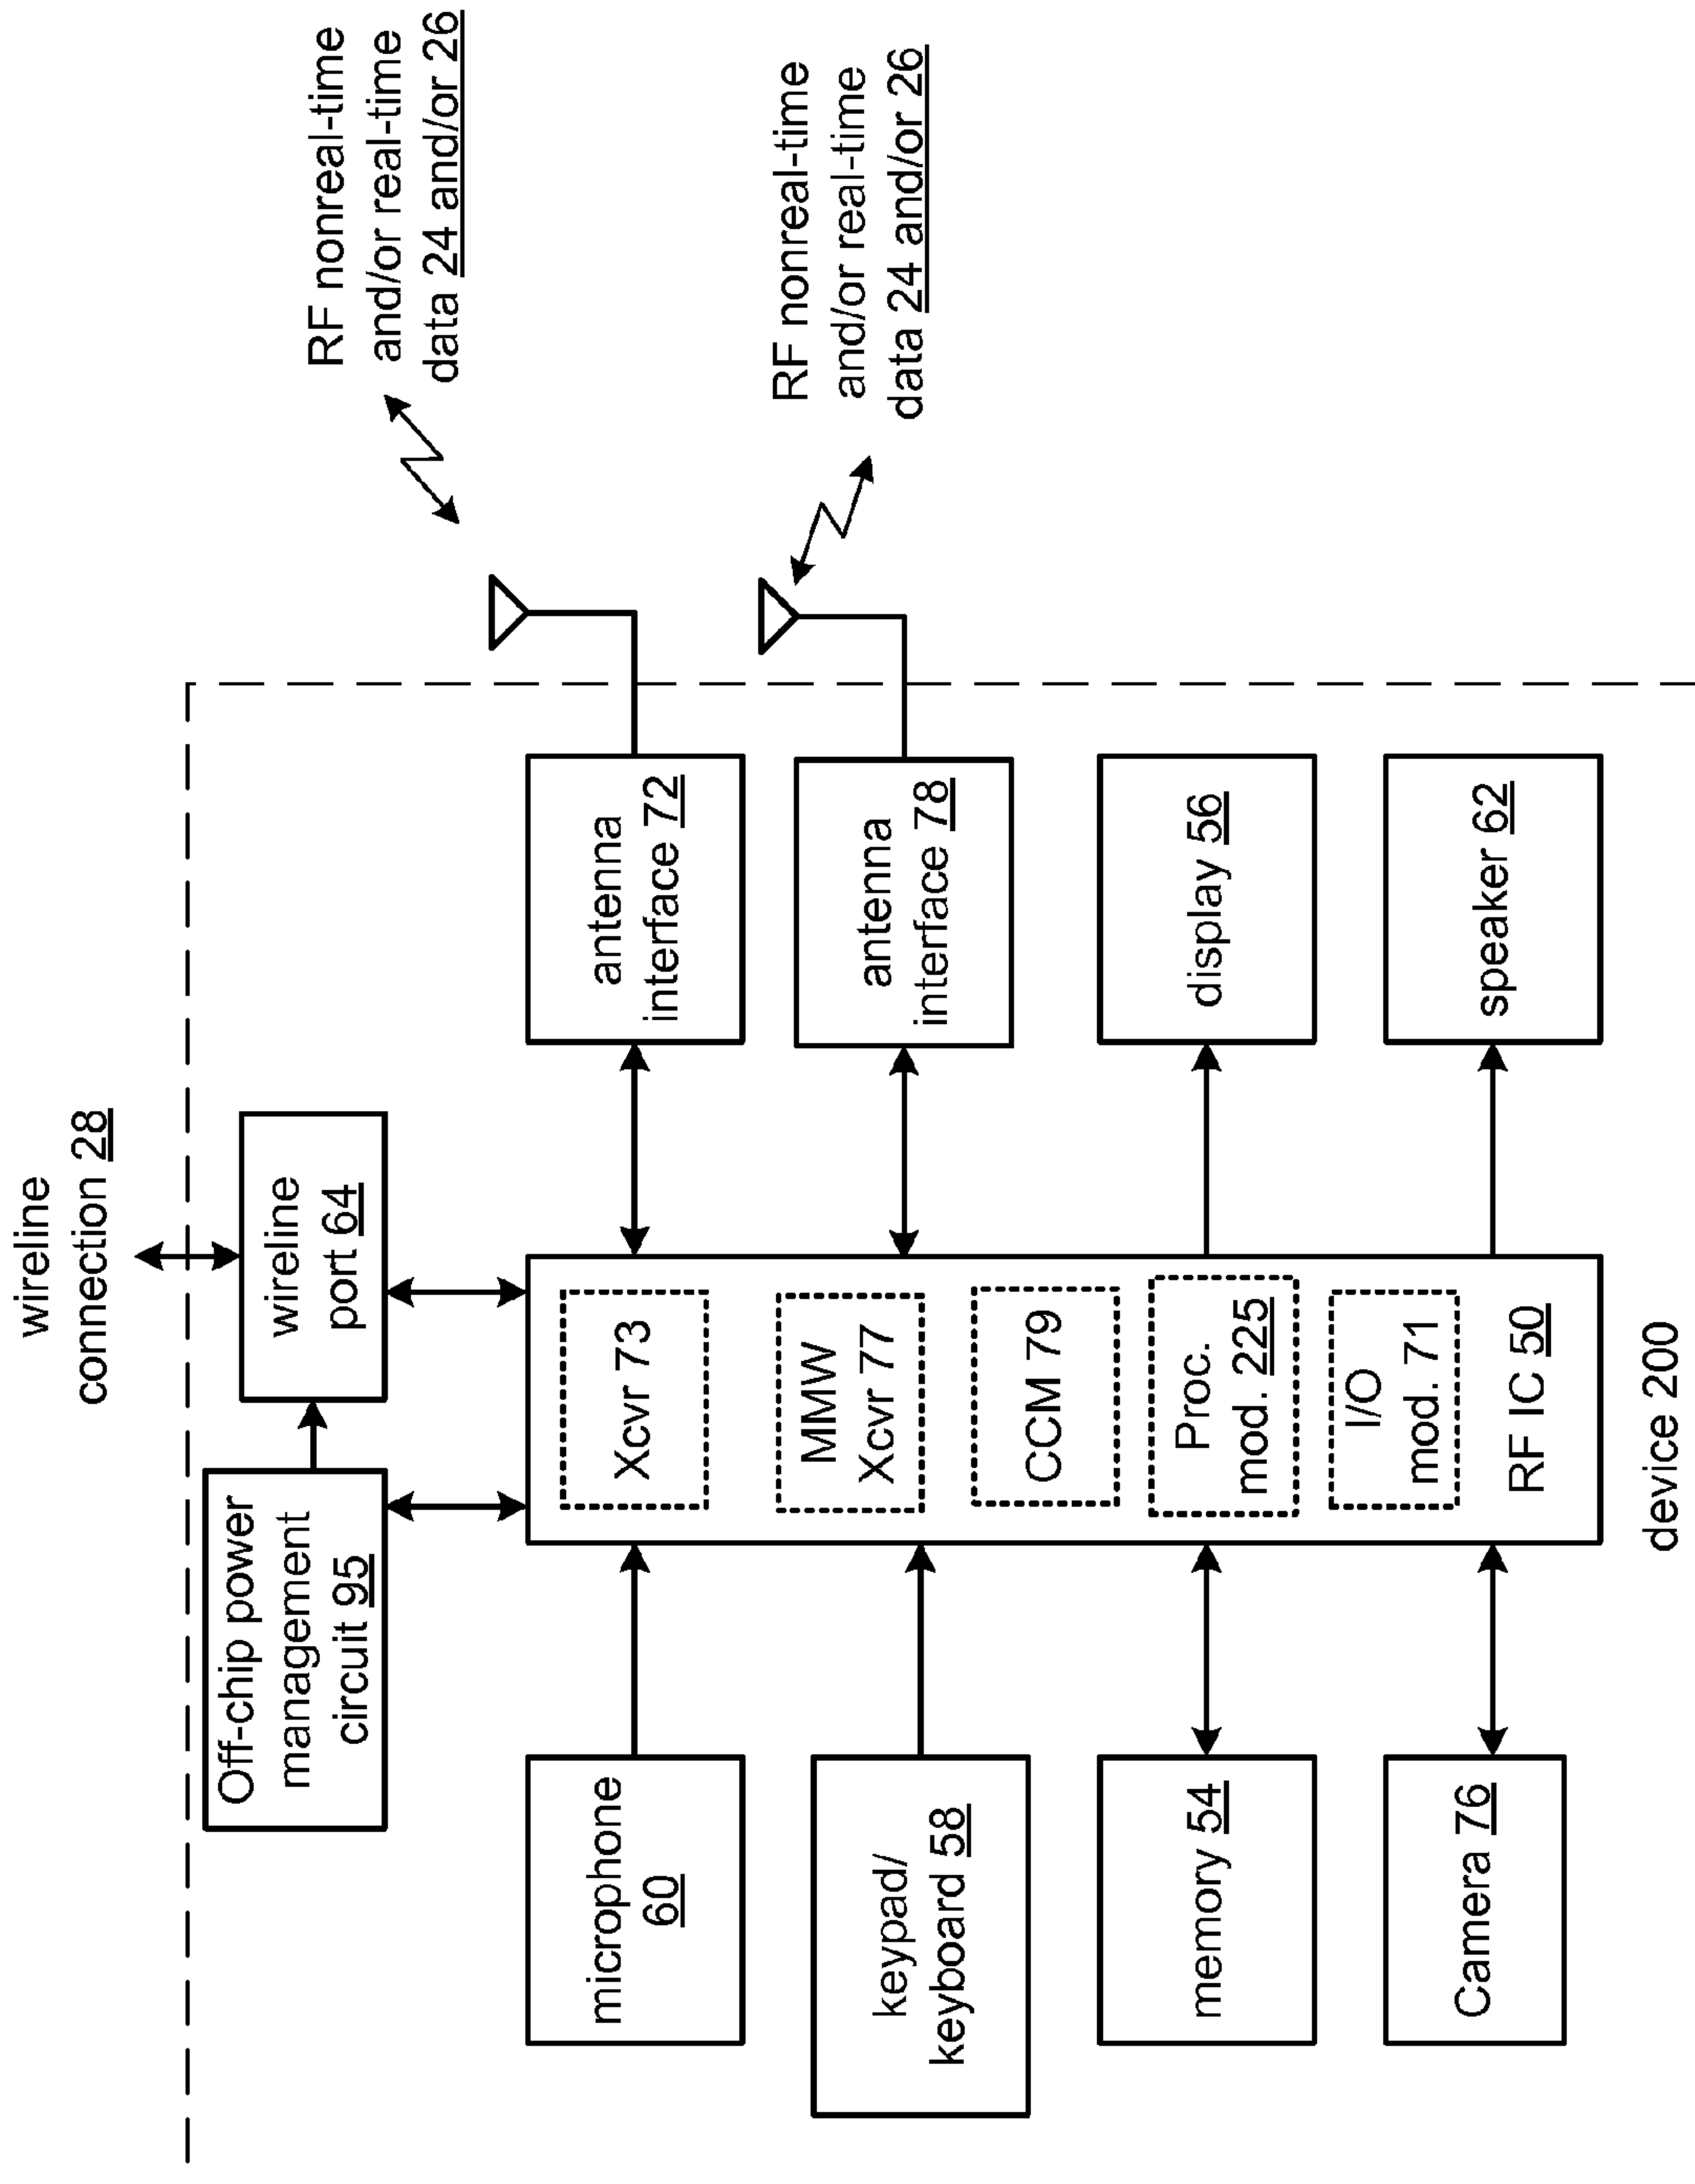 wireline
connection 28
Off-chip power
management
circuit 95
wireline
port 64
RF nonreal-time
and/or real-time
data 24 and/or 26
RF nonreal-time
and/or real-time
data 24 and/or 26
microphone
60
Xcvr 73
antenna
interface 72
keypad/
keyboard 58
MMW
Xcvr 77
antenna
interface 78
CCM 79
memory 54
Proc.
mod. 225
display 56
Camera 76
I/O
mod. 71
RF IC 50
speaker 62
device 200